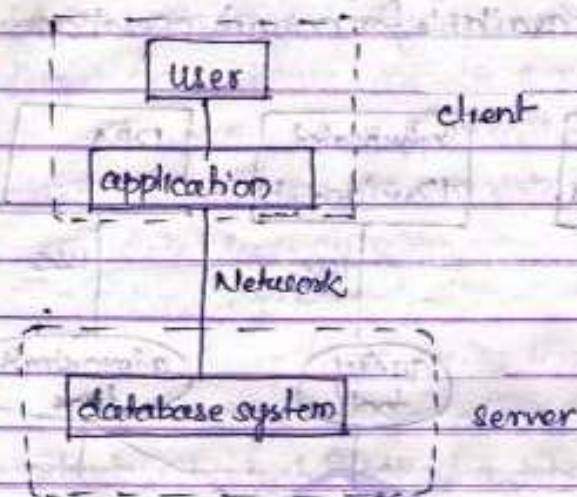 user
client
application
Network
database system
server